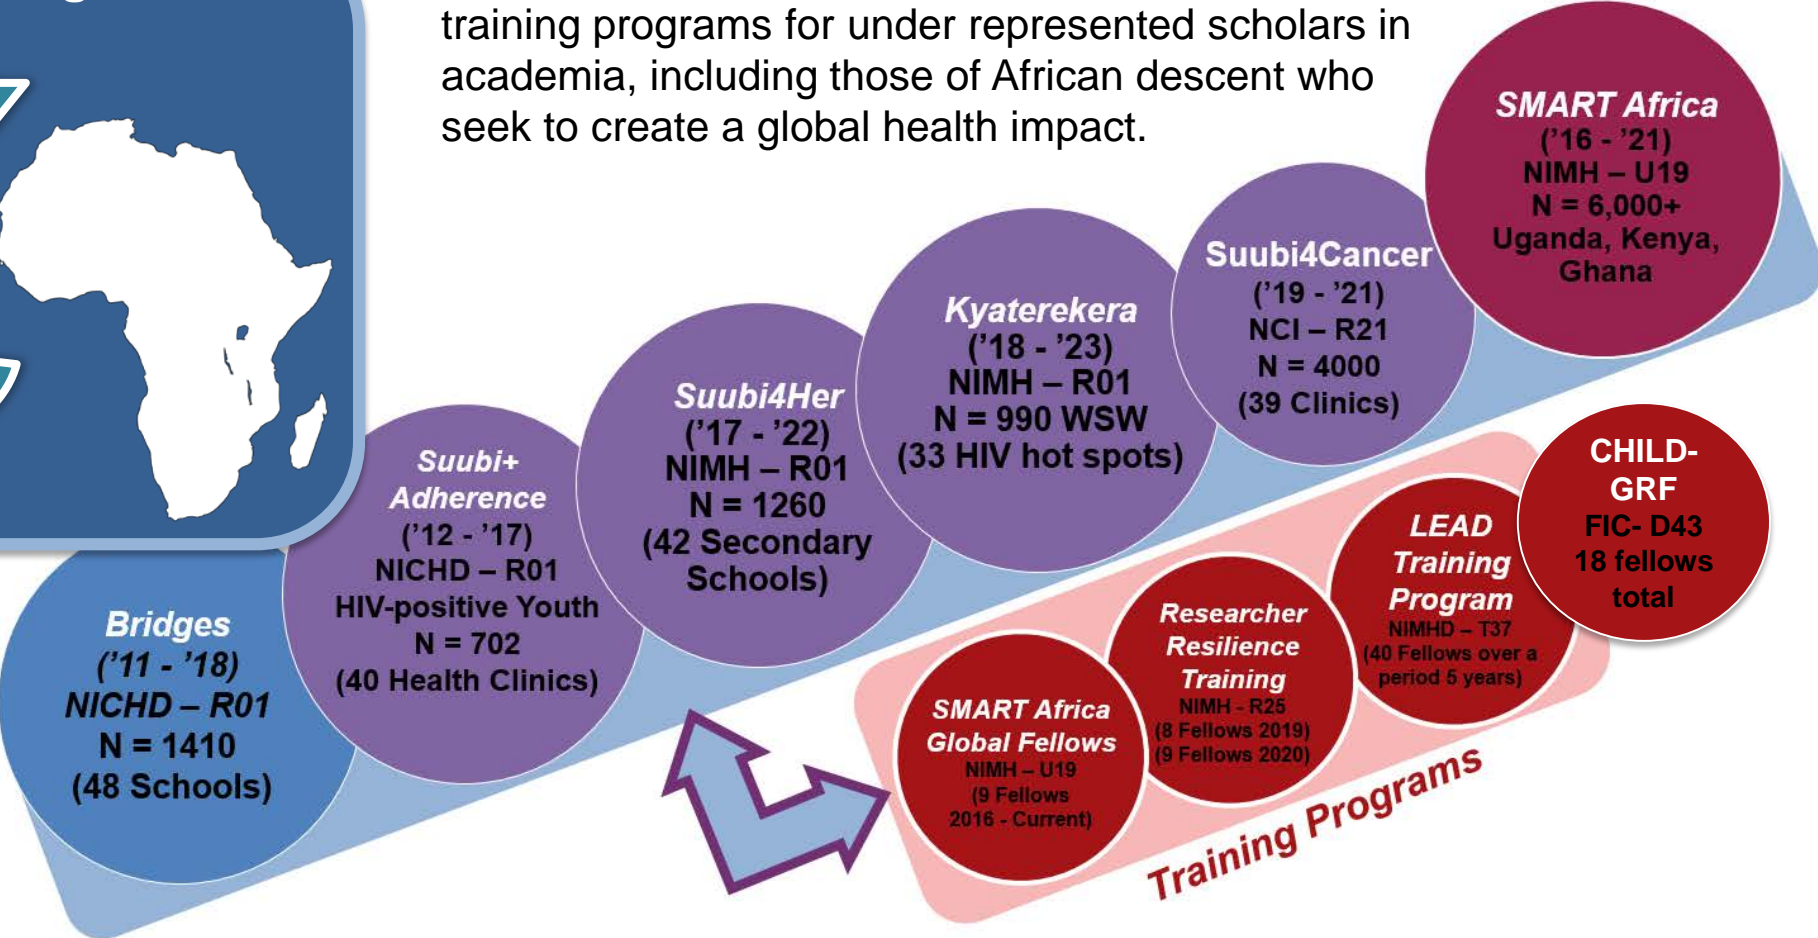 training programs for under represented scholars in
academia, including those of African descent who
seek to create a global health impact.
Bridges
('11 - '18)
NICHD – R01
N = 1410
(48 Schools)
Suubi+
Adherence
('12 - '17)
NICHD – R01
HIV-positive Youth
N = 702
(40 Health Clinics)
Suubi4Her
('17 - '22)
NIMH – R01
N = 1260
(42 Secondary
Schools)
Kyaterekera
('18 - '23)
NIMH – R01
N = 990 WSW
(33 HIV hot spots)
Suubi4Cancer
('19 - '21)
NCI – R21
N = 4000
(39 Clinics)
SMART Africa
('16 - '21)
NIMH – U19
N = 6,000+
Uganda, Kenya,
Ghana
SMART Africa
Global Fellows
NIMH – U19
(9 Fellows
2016 - Current)
Researcher
Resilience
Training
NIMH - R25
(8 Fellows 2019)
(9 Fellows 2020)
LEAD
Training
Program
NIMHD – T37
(40 Fellows over a
period 5 years)
CHILD-
GRF
FIC- D43
18 fellows
total
Training Programs